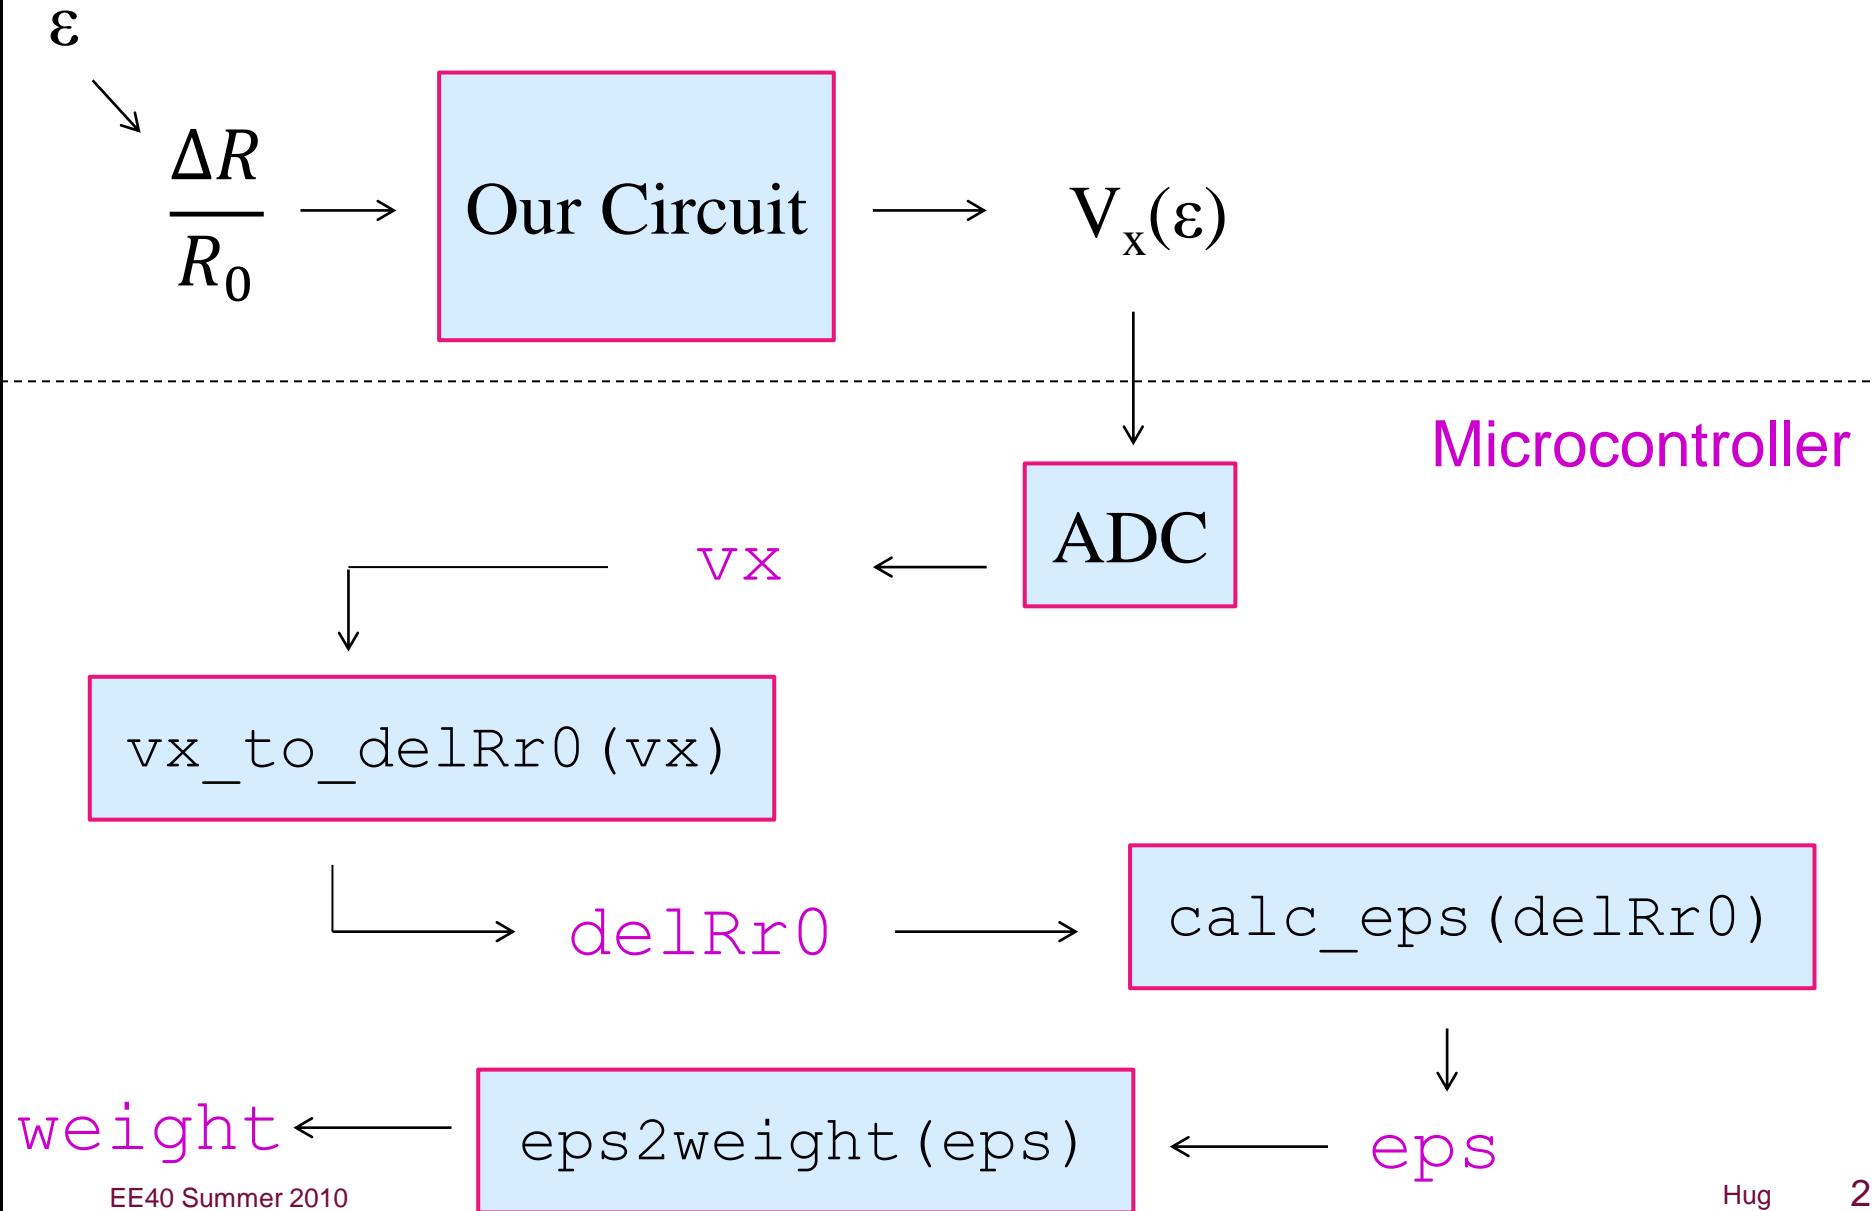 ε
ΔR
R₀
Our Circuit
Vₓ(ε)
Microcontroller
ADC
vx
vx_to_delRr0(vx)
delRr0
calc_eps(delRr0)
weight
eps2weight(eps)
eps
EE40 Summer 2010
Hug
2